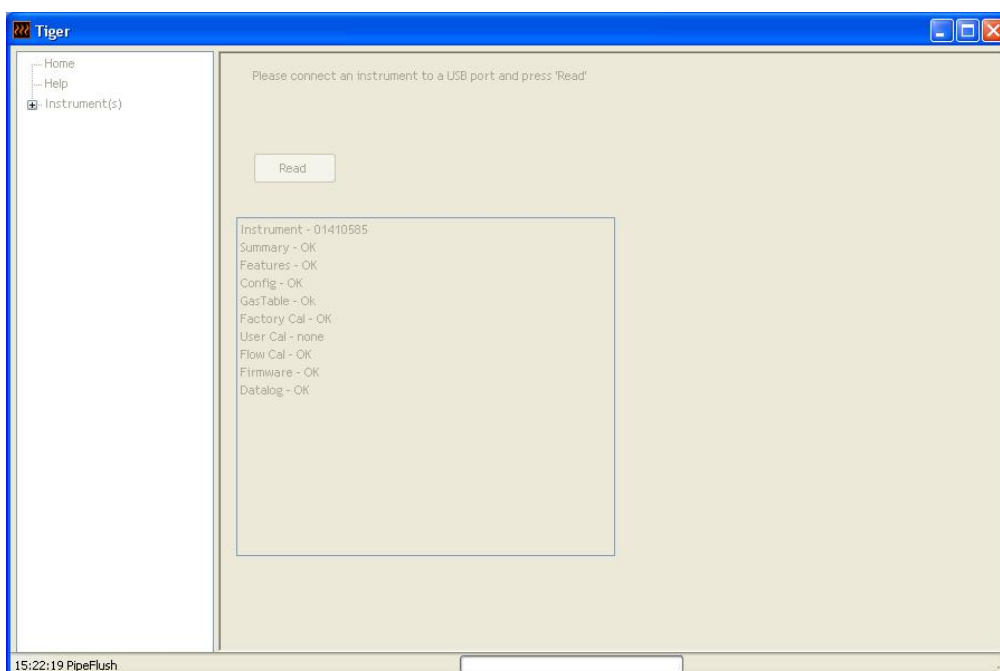 Tiger
Home
Help
Instrument(s)
Please connect an instrument to a USB port and press 'Read'
Read
Instrument - 01410585
Summary - OK
Features - OK
Config - OK
GasTable - Ok
Factory Cal - OK
User Cal - none
Flow Cal - OK
Firmware - OK
Datalog - OK
15:22:19 PipeFlush